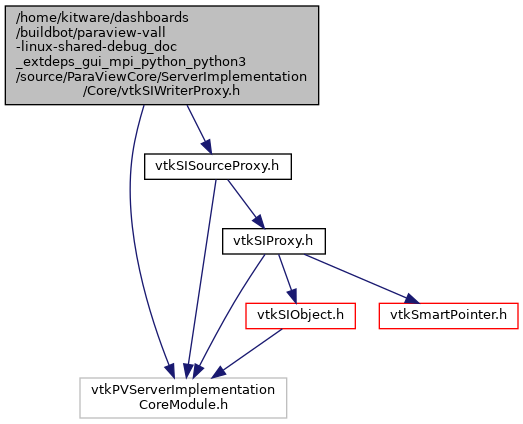 /home/kitware/dashboards
/buildbot/paraview-vall
-linux-shared-debug_doc
_extdeps_gui_mpi_python_python3
/source/ParaViewCore/ServerImplementation
/Core/vtkSIWriterProxy.h
vtkSISourceProxy.h
vtkSIProxy.h
vtkSIObject.h
vtkSmartPointer.h
vtkPVServerImplementation
CoreModule.h